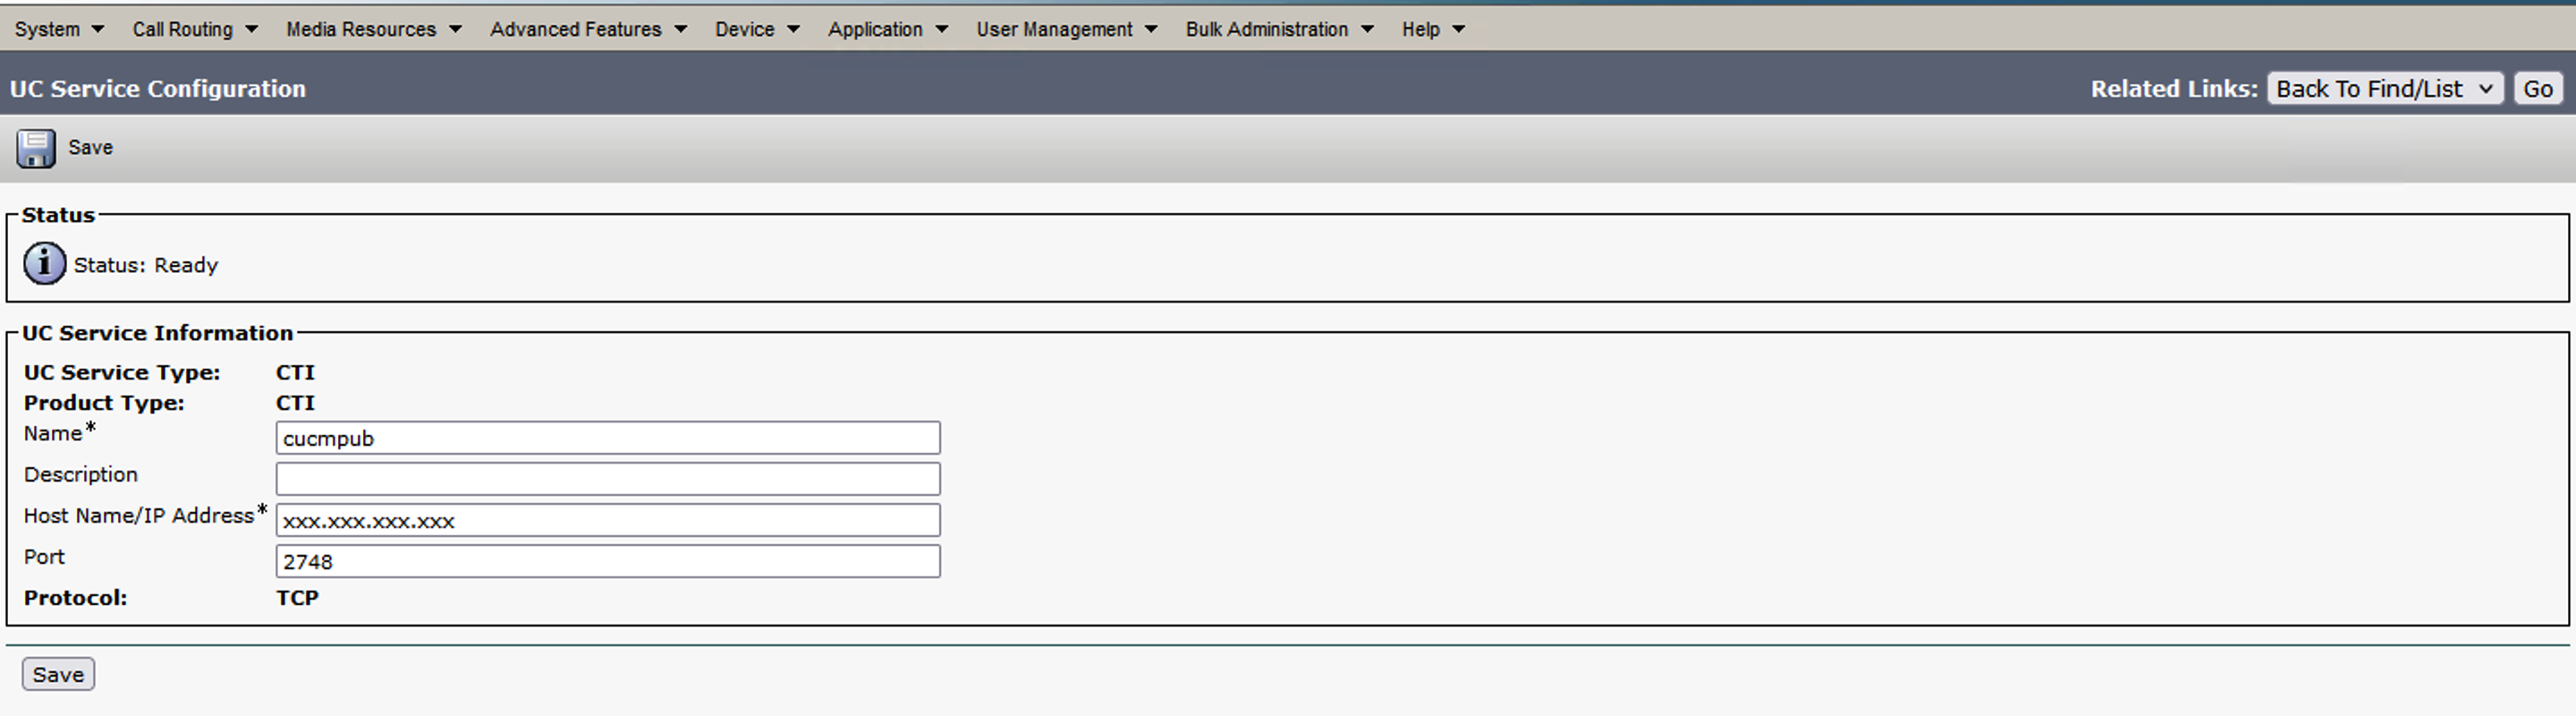 System Call Routing Media Resources Advanced Features Device Application User Management Bulk Administration Help
UC Service Configuration Related Links: Back To Find/List Go
Save
Status
Status: Ready
UC Service Information
UC Service Type: CTI
Product Type: CTI
Name* cucmpub
Description
Host Name/IP Address* xxx.xxx.xxx.xxx
Port 2748
Protocol: TCP
Save